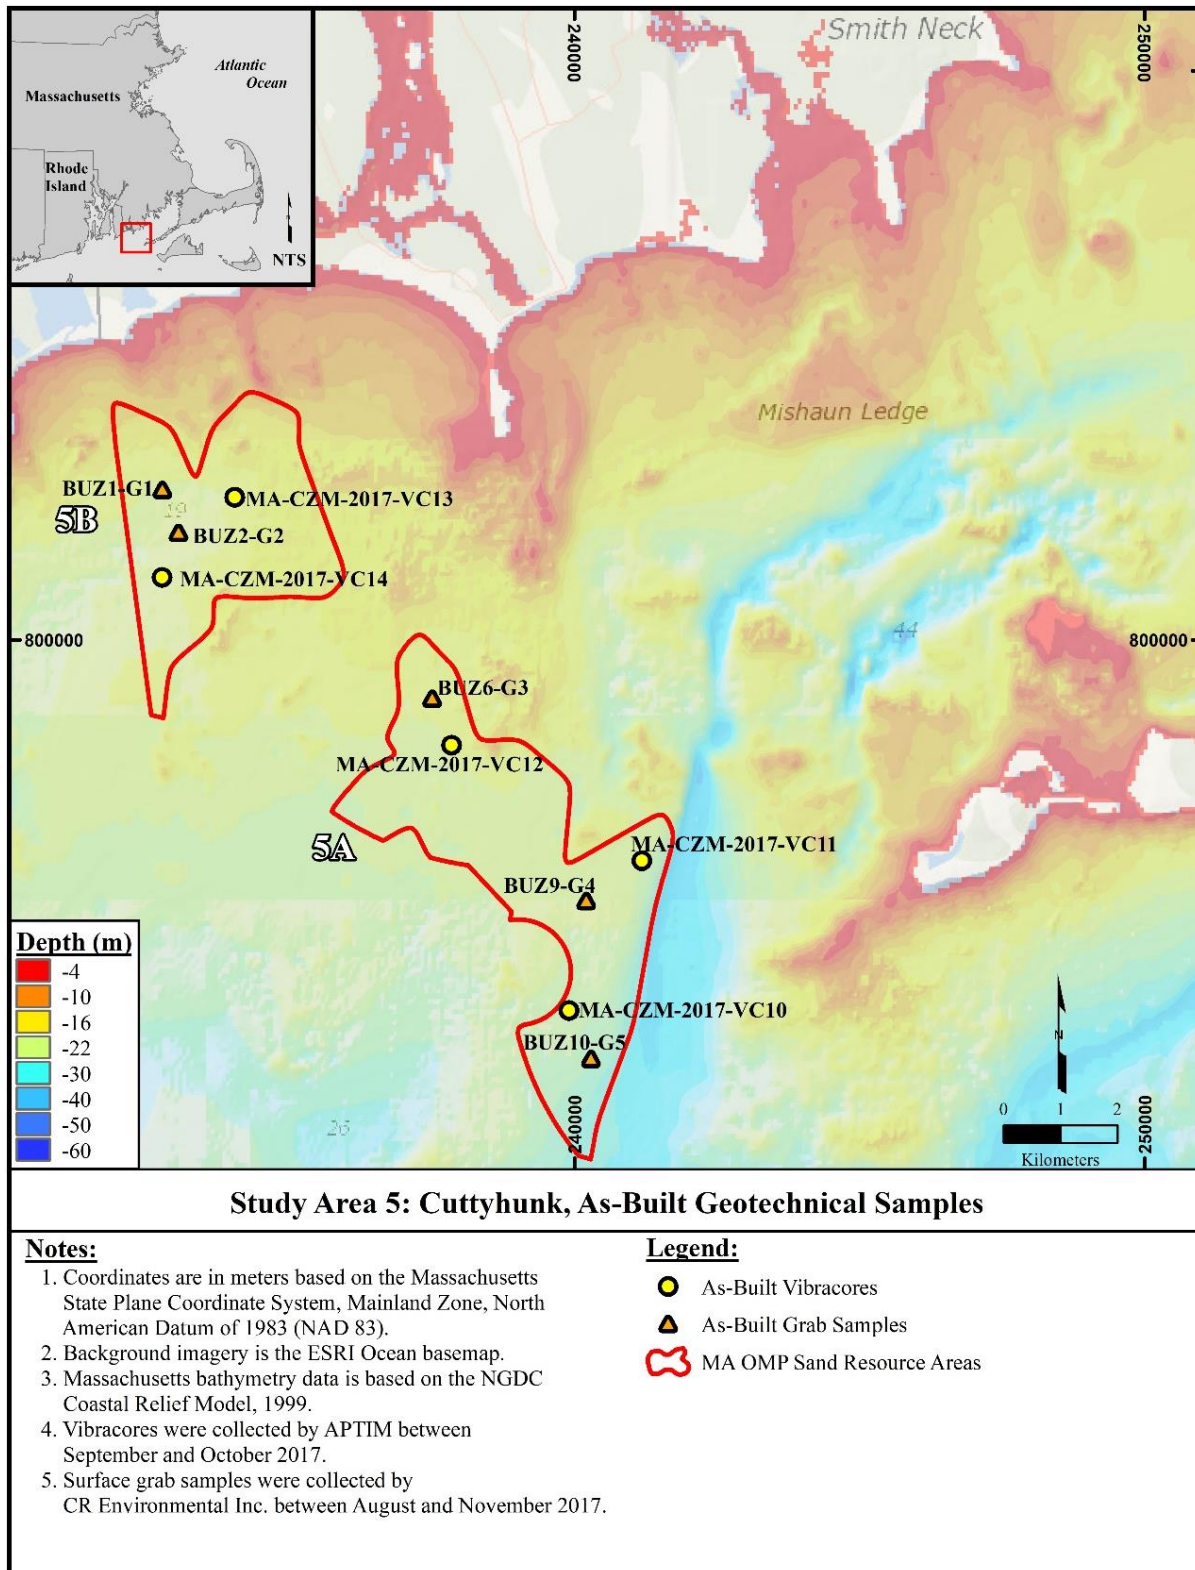 240000
250000
Smith Neck
Atlantic
Ocean
Massachusetts
Rhode
Island
NTS
Mishaun Ledge
BUZ1-G1
MA-CZM-2017-VC13
5B
19
BUZ2-G2
MA-CZM-2017-VC14
800000
44
800000
BUZ6-G3
MA-CZM-2017-VC12
5A
MA-CZM-2017-VC11
BUZ9-G4
MA-CZM-2017-VC10
BUZ10-G5
26
240000
250000
N
0 1 2
Kilometers
Depth (m)
-4
-10
-16
-22
-30
-40
-50
-60
Study Area 5: Cuttyhunk, As-Built Geotechnical Samples
Notes:
1. Coordinates are in meters based on the Massachusetts
State Plane Coordinate System, Mainland Zone, North
American Datum of 1983 (NAD 83).
2. Background imagery is the ESRI Ocean basemap.
3. Massachusetts bathymetry data is based on the NGDC
Coastal Relief Model, 1999.
4. Vibracores were collected by APTIM between
September and October 2017.
5. Surface grab samples were collected by
CR Environmental Inc. between August and November 2017.
Legend:
As-Built Vibracores
As-Built Grab Samples
MA OMP Sand Resource Areas